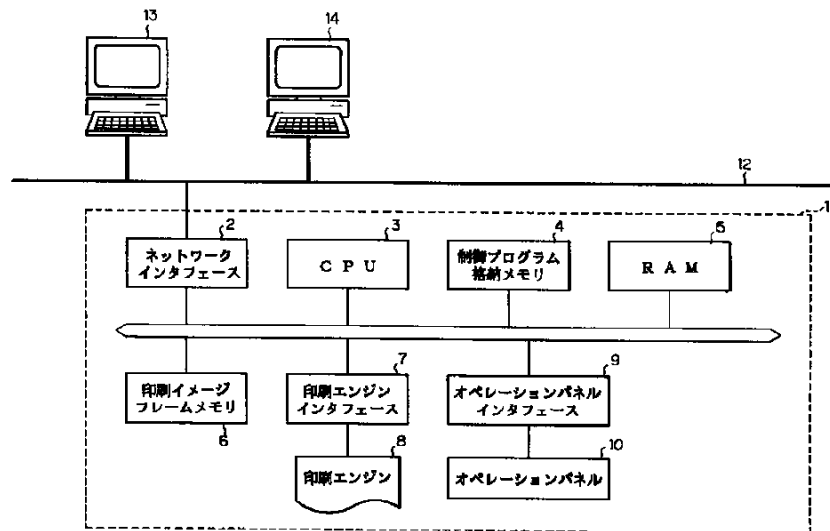 13
14
12
1
2
3
4
5
ネットワーク
インタフェース
CPU
制御プログラム
格納メモリ
RAM
7
9
印刷イメージ
フレームメモリ
印刷エンジン
インタフェース
オペレーションパネル
インタフェース
6
8
10
印刷エンジン
オペレーションパネル